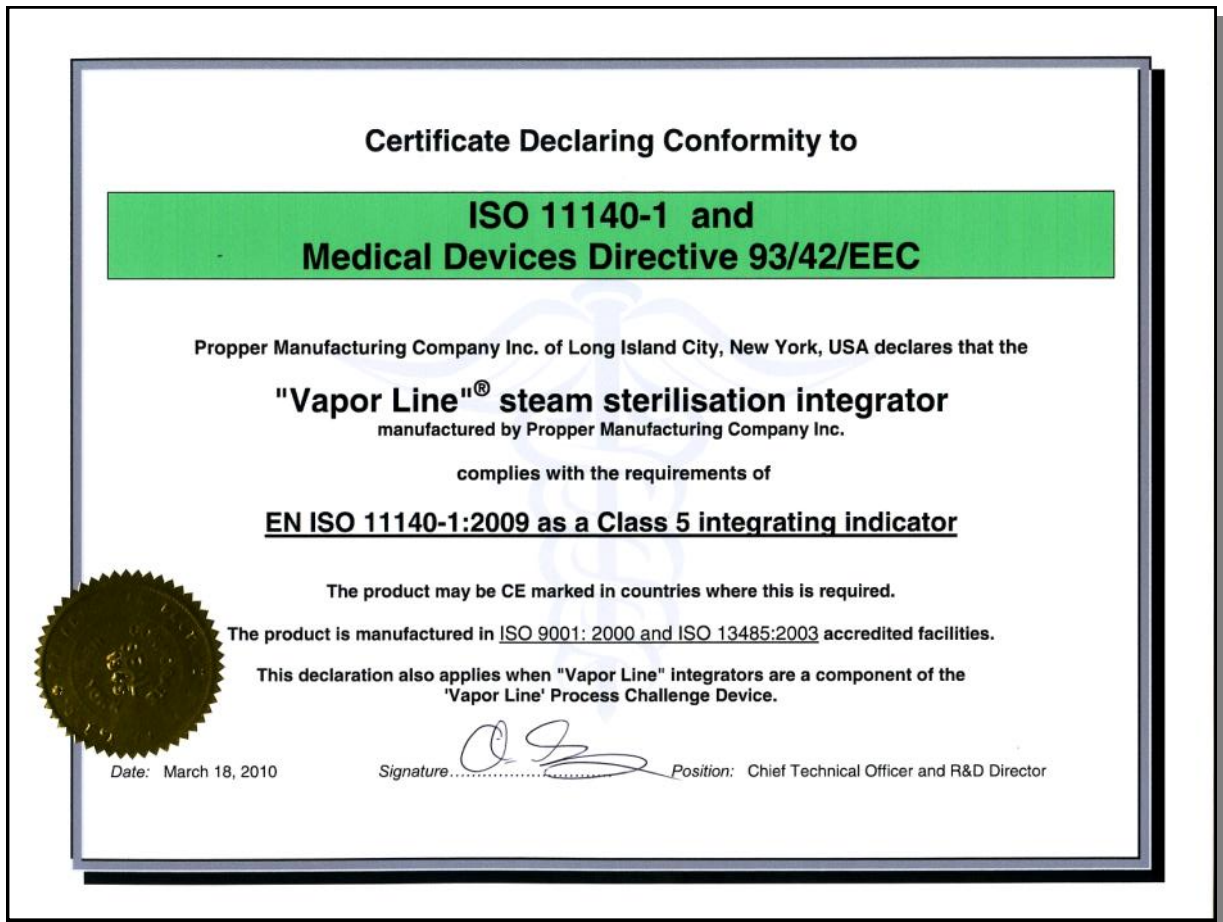 Certificate Declaring Conformity to
ISO 11140-1 and
Medical Devices Directive 93/42/EEC
Propper Manufacturing Company Inc. of Long Island City, New York, USA declares that the
"Vapor Line"® steam sterilisation integrator
manufactured by Propper Manufacturing Company Inc.
complies with the requirements of
EN ISO 11140-1:2009 as a Class 5 integrating indicator
The product may be CE marked in countries where this is required.
The product is manufactured in ISO 9001: 2000 and ISO 13485:2003 accredited facilities.
This declaration also applies when "Vapor Line" integrators are a component of the
'Vapor Line' Process Challenge Device.
Date: March 18, 2010 Signature.......................... Position: Chief Technical Officer and R&D Director